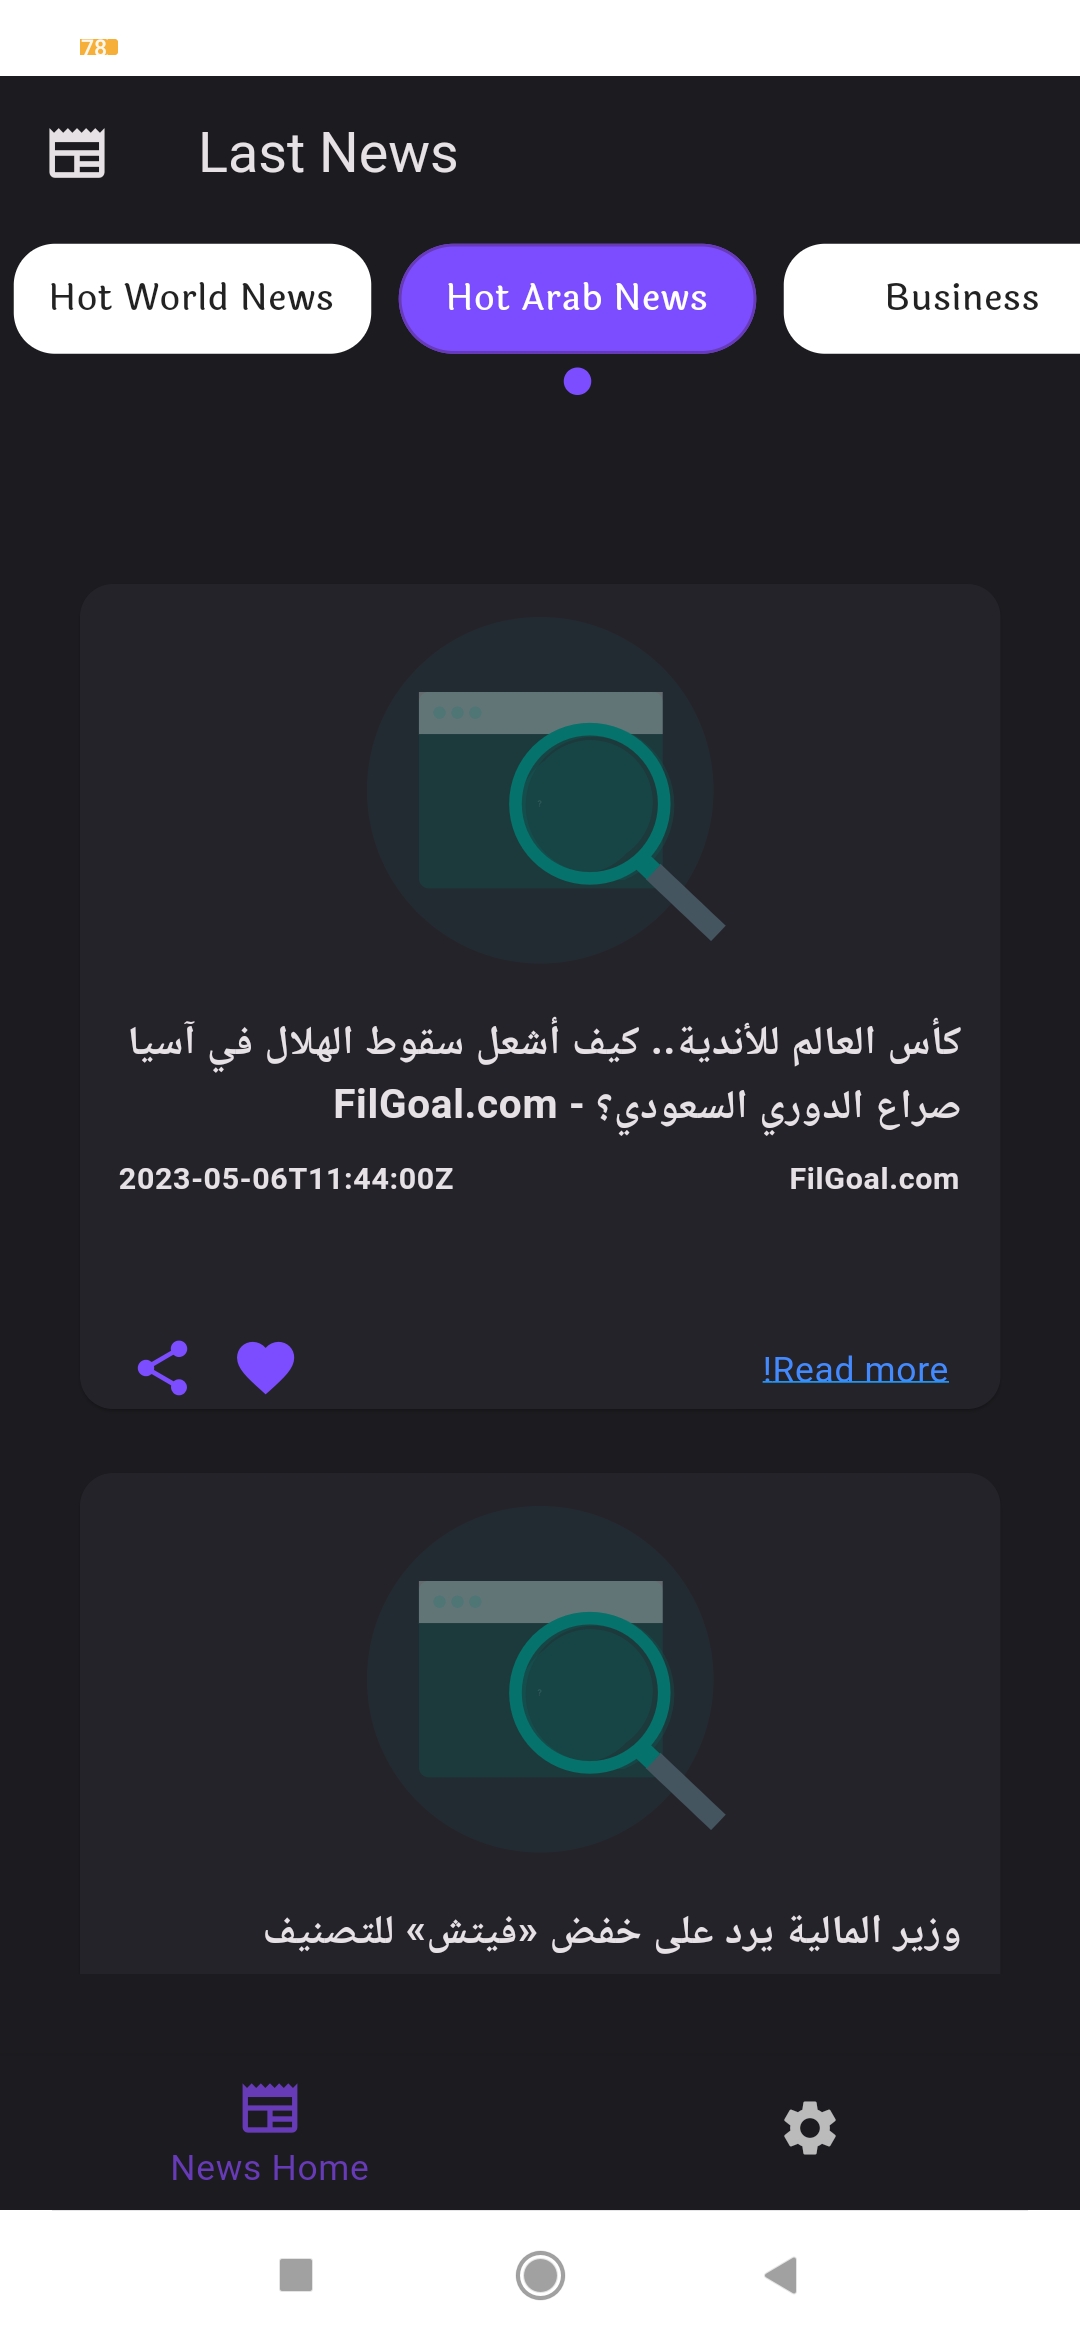 78
Last News
Hot World News
Hot Arab News
Business
كأس العالم للأندية.. كيف أشعل سقوط الهلال في آسيا
صراع الدوري السعودي؟ - FilGoal.com
FilGoal.com
2023-05-06T11:44:00Z
!Read more
وزير المالية يرد على خفض «فيتش» للتصنيف
News Home